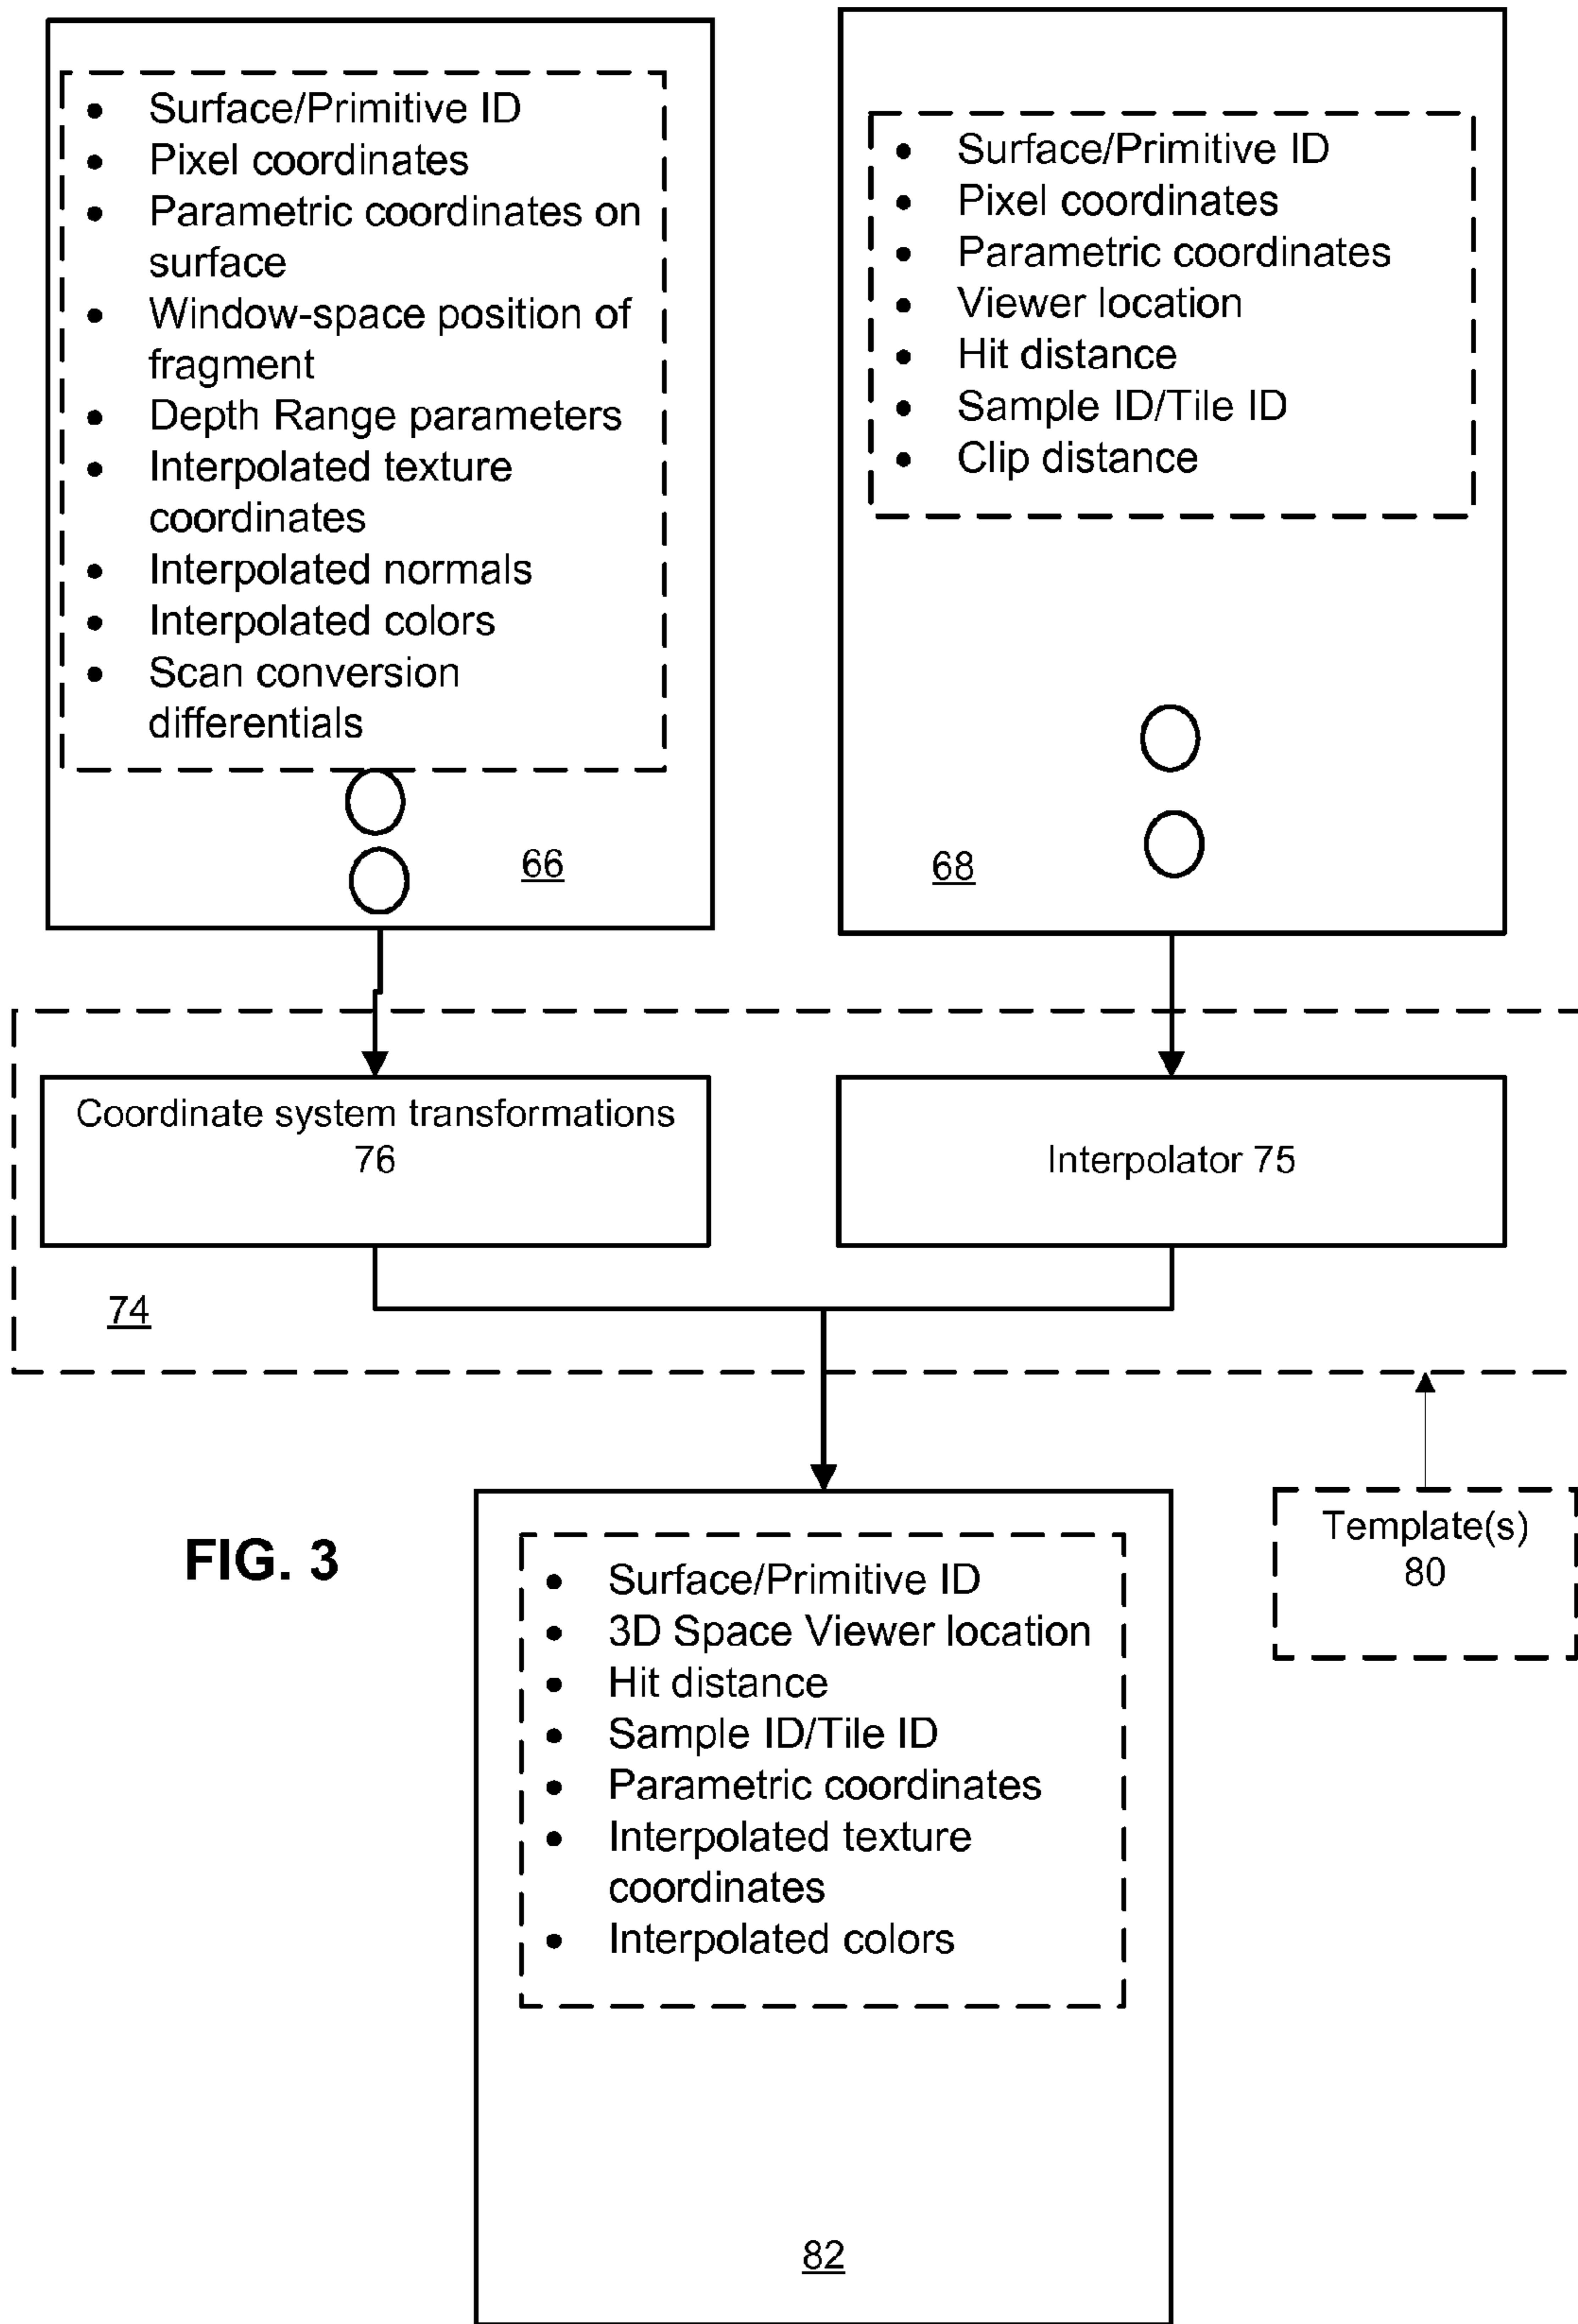 • Surface/Primitive ID
• Pixel coordinates
• Parametric coordinates on
surface
• Window-space position of
fragment
• Depth Range parameters
• Interpolated texture
coordinates
• Interpolated normals
• Interpolated colors
• Scan conversion
differentials
66
• Surface/Primitive ID
• Pixel coordinates
• Parametric coordinates
• Viewer location
• Hit distance
• Sample ID/Tile ID
• Clip distance
68
Coordinate system transformations
76
Interpolator 75
74
Template(s)
80
FIG. 3
• Surface/Primitive ID
• 3D Space Viewer location
• Hit distance
• Sample ID/Tile ID
• Parametric coordinates
• Interpolated texture
coordinates
• Interpolated colors
82